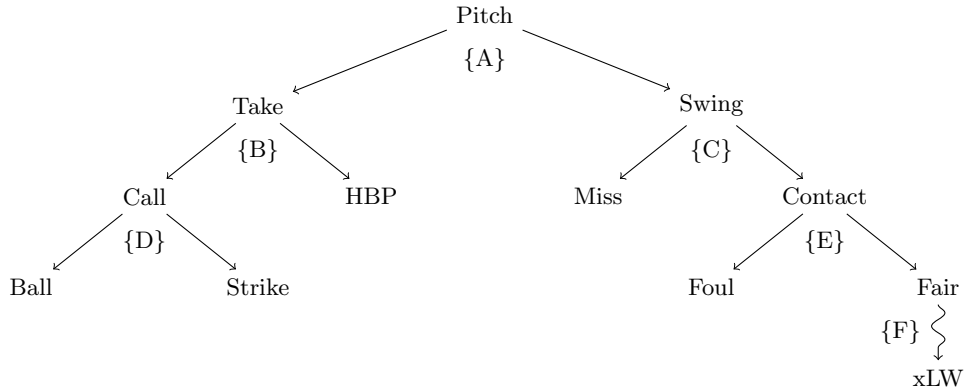 Pitch
{A}
Take
Swing
{B}
{C}
Call
HBP
Miss
Contact
{D}
{E}
Ball
Strike
Foul
Fair
{F}
xLW